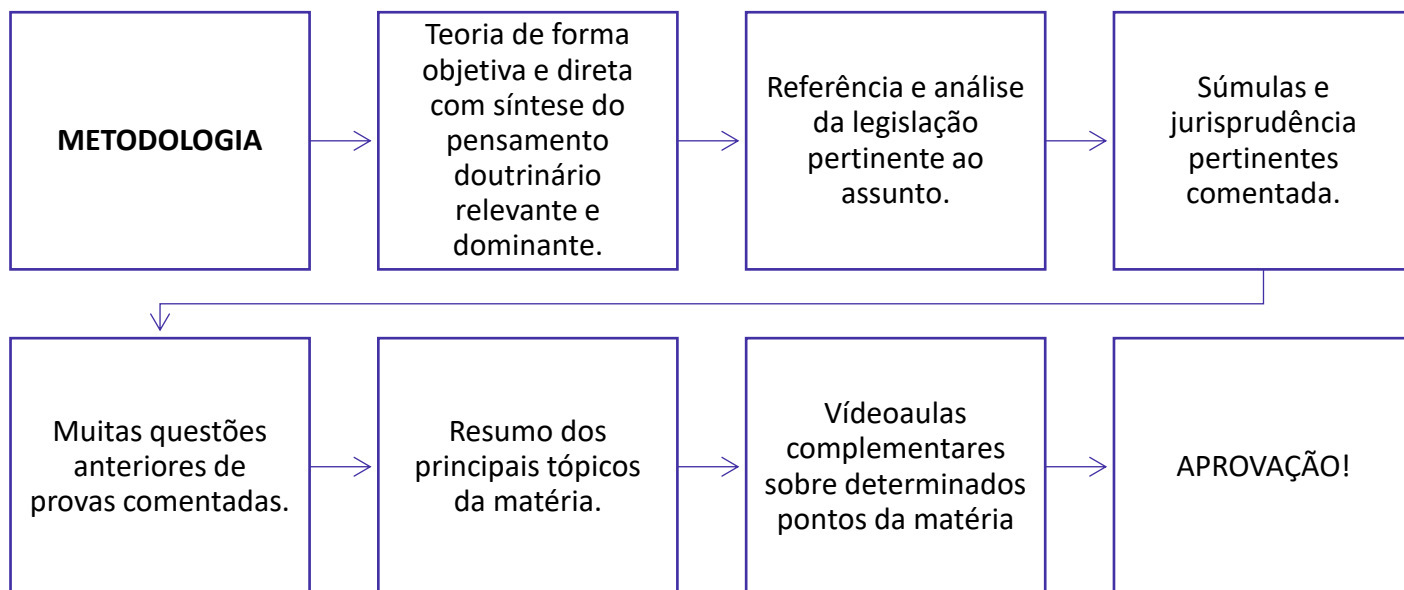 METODOLOGIA
Teoria de forma
objetiva e direta
com síntese do
pensamento
doutrinário
relevante e
dominante.
Referência e análise
da legislação
pertinente ao
assunto.
Súmulas e
jurisprudência
pertinentes
comentada.
Muitas questões
anteriores de
provas comentadas.
Resumo dos
principais tópicos
da matéria.
Vídeoaulas
complementares
sobre determinados
pontos da matéria
APROVAÇÃO!